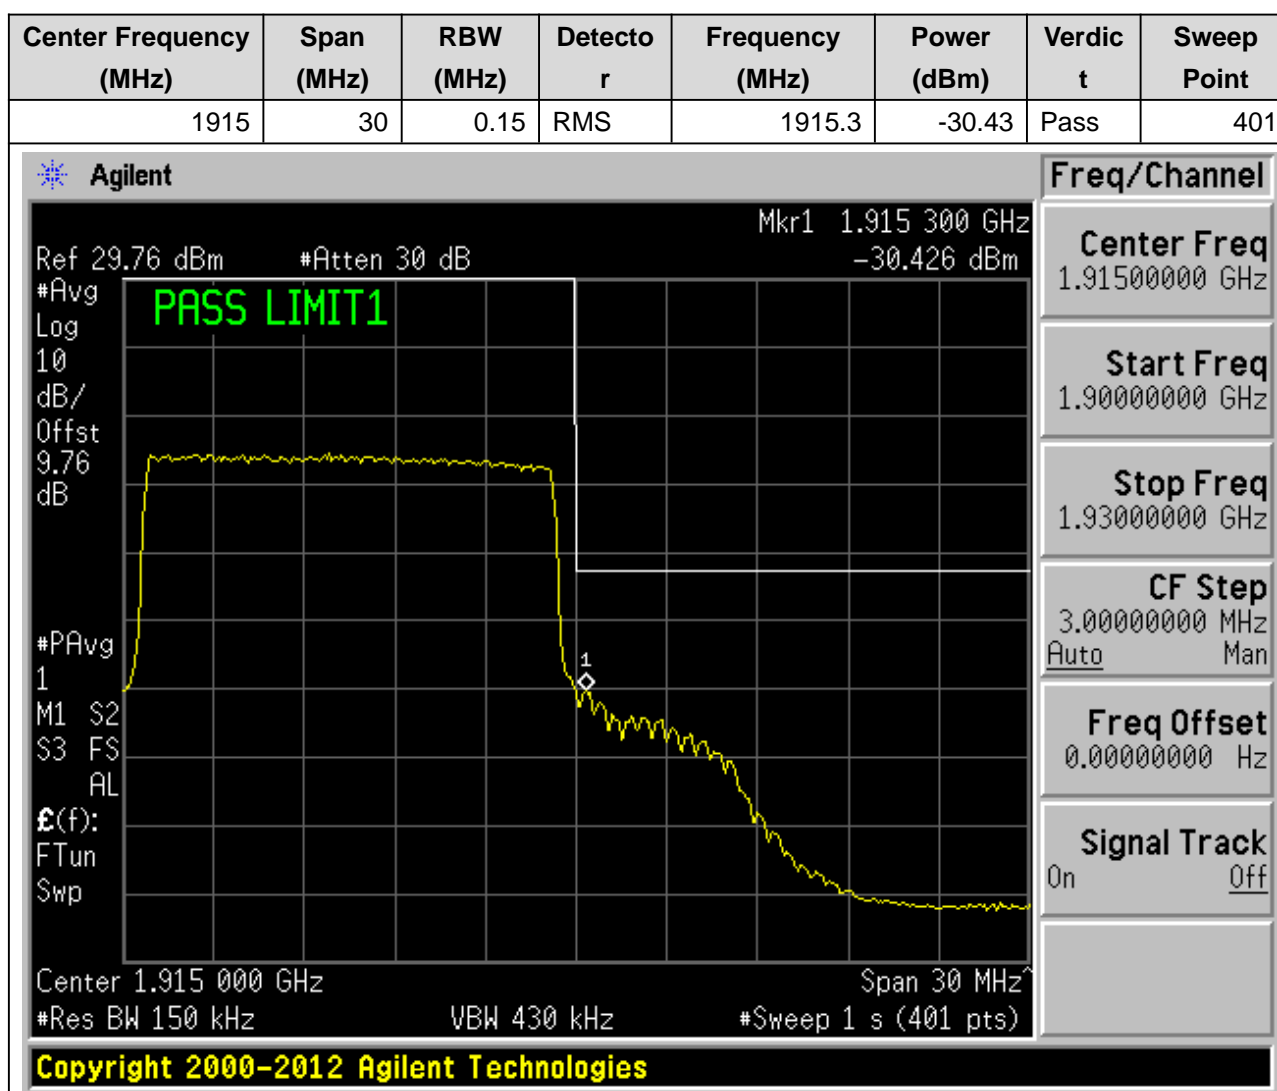 Center Frequency Span RBW Detecto Frequency Power Verdic Sweep
(MHz) (MHz) (MHz) r (MHz) (dBm) t Point
1915 30 0.15 RMS 1915.3 -30.43 Pass 401
Agilent Freq/Channel
Mkr1 1.915 300 GHz
Ref 29.76 dBm #Atten 30 dB -30.426 dBm
#Avg
Log
10
dB/
Offst
9.76
dB
PASS LIMIT1
#PAvg
1
M1 S2
S3 FS
AL
£(f):
FTun
Swp
1
Center 1.915 000 GHz Span 30 MHz^
#Res BW 150 kHz VBW 430 kHz #Sweep 1 s (401 pts)
Center Freq
1.91500000 GHz
Start Freq
1.90000000 GHz
Stop Freq
1.93000000 GHz
CF Step
3.00000000 MHz
Auto Man
Freq Offset
0.00000000 Hz
Signal Track
On Off
Copyright 2000-2012 Agilent Technologies